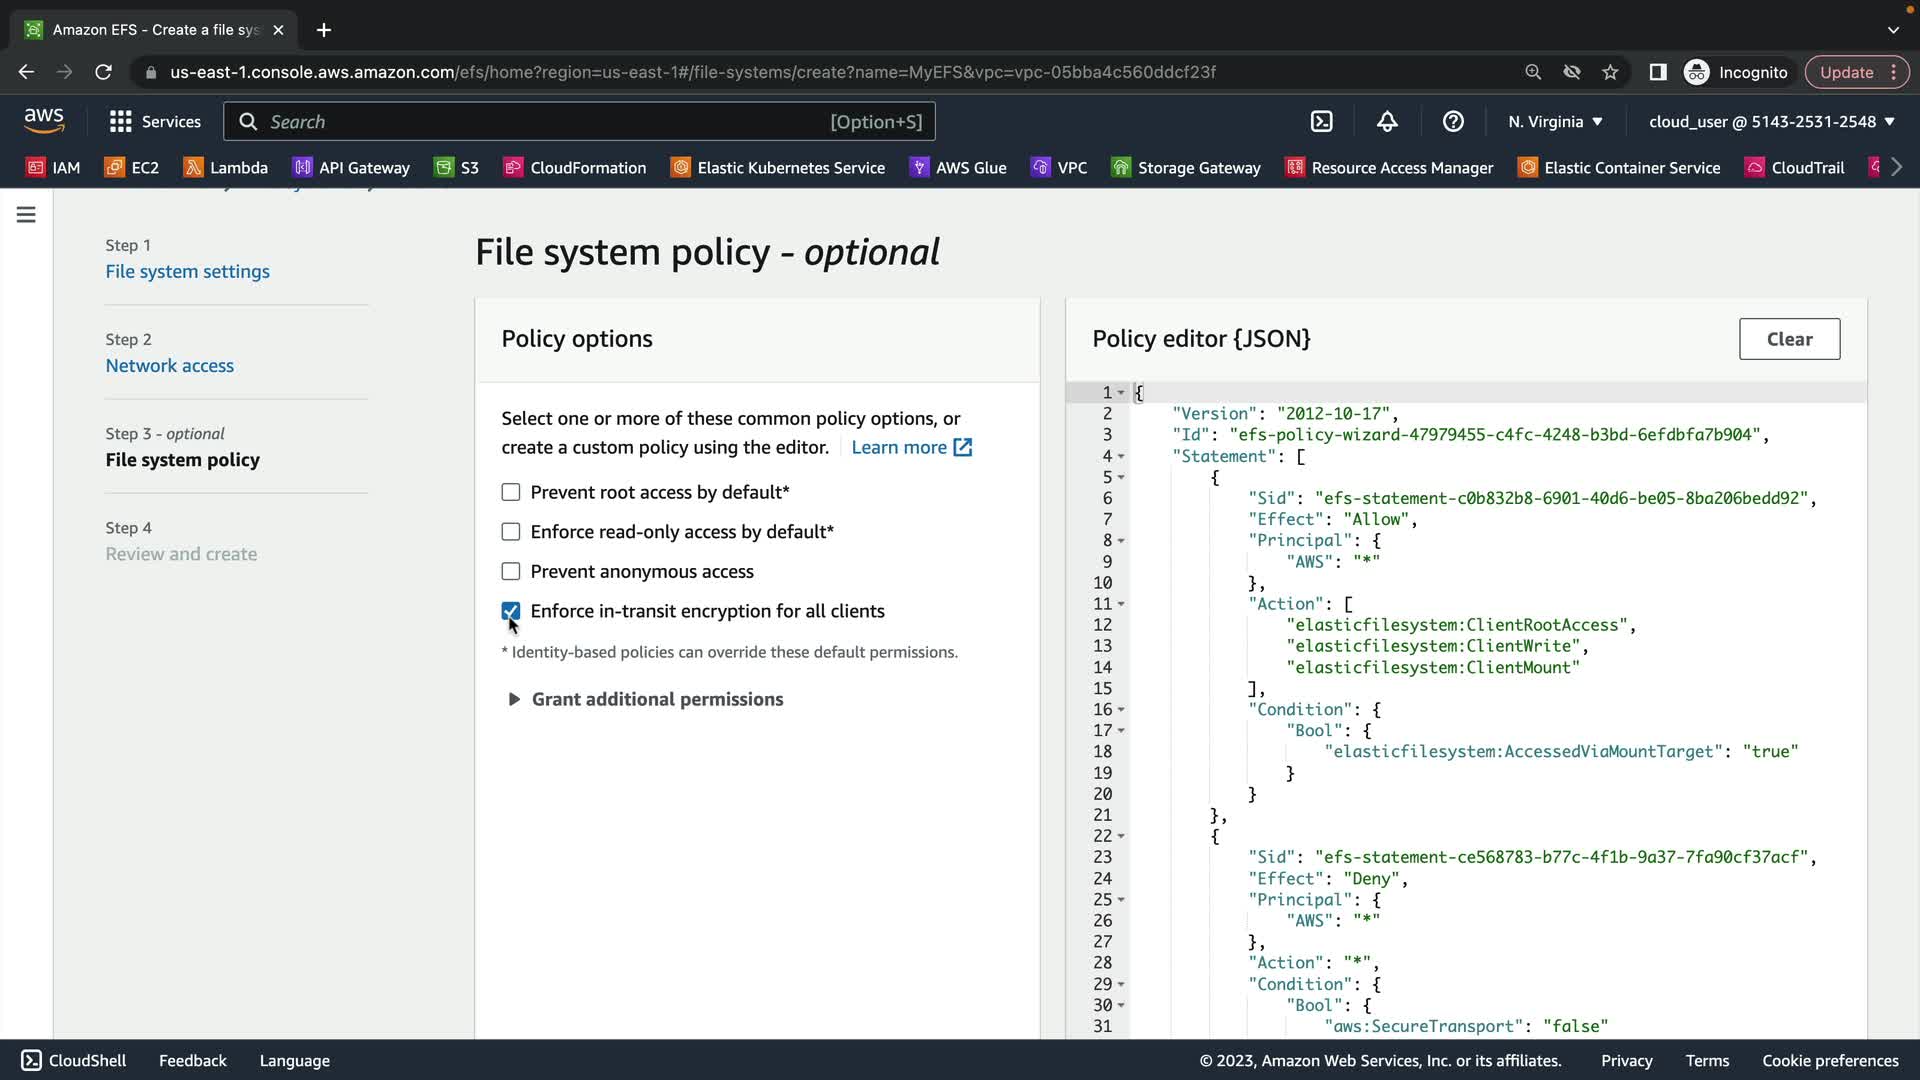 Amazon EFS - Create a file sys
us-east-1.console.aws.amazon.com/efs/home?region=us-east-1#/file-systems/create?name=MyEFS&vpc=vpc-05bba4c560ddcf23f
Incognito
Update
aws
Services
Search
[Option+S]
N. Virginia
cloud_user @ 5143-2531-2548
IAM
EC2
Lambda
API Gateway
S3
CloudFormation
Elastic Kubernetes Service
AWS Glue
VPC
Storage Gateway
Resource Access Manager
Elastic Container Service
CloudTrail
Step 1
File system settings
Step 2
Network access
Step 3 - optional
File system policy
Step 4
Review and create
File system policy - optional
Policy options
Select one or more of these common policy options, or
create a custom policy using the editor. Learn more
Prevent root access by default*
Enforce read-only access by default*
Prevent anonymous access
Enforce in-transit encryption for all clients
* Identity-based policies can override these default permissions.
Grant additional permissions
Policy editor {JSON}
Clear
1 {
2 "Version": "2012-10-17",
3 "Id": "efs-policy-wizard-47979455-c4fc-4248-b3bd-6efdbfa7b904",
4 "Statement": [
5 {
6 "Sid": "efs-statement-c0b832b8-6901-40d6-be05-8ba206bedd92",
7 "Effect": "Allow",
8 "Principal": {
9 "AWS": "*"
10 },
11 "Action": [
12 "elasticfilesystem:ClientRootAccess",
13 "elasticfilesystem:ClientWrite",
14 "elasticfilesystem:ClientMount"
15 ],
16 "Condition": {
17 "Bool": {
18 "elasticfilesystem:AccessedViaMountTarget": "true"
19 }
20 }
21 },
22 {
23 "Sid": "efs-statement-ce568783-b77c-4f1b-9a37-7fa90cf37acf",
24 "Effect": "Deny",
25 "Principal": {
26 "AWS": "*"
27 },
28 "Action": "*",
29 "Condition": {
30 "Bool": {
31 "aws:SecureTransport": "false"
CloudShell
Feedback
Language
© 2023, Amazon Web Services, Inc. or its affiliates.
Privacy
Terms
Cookie preferences